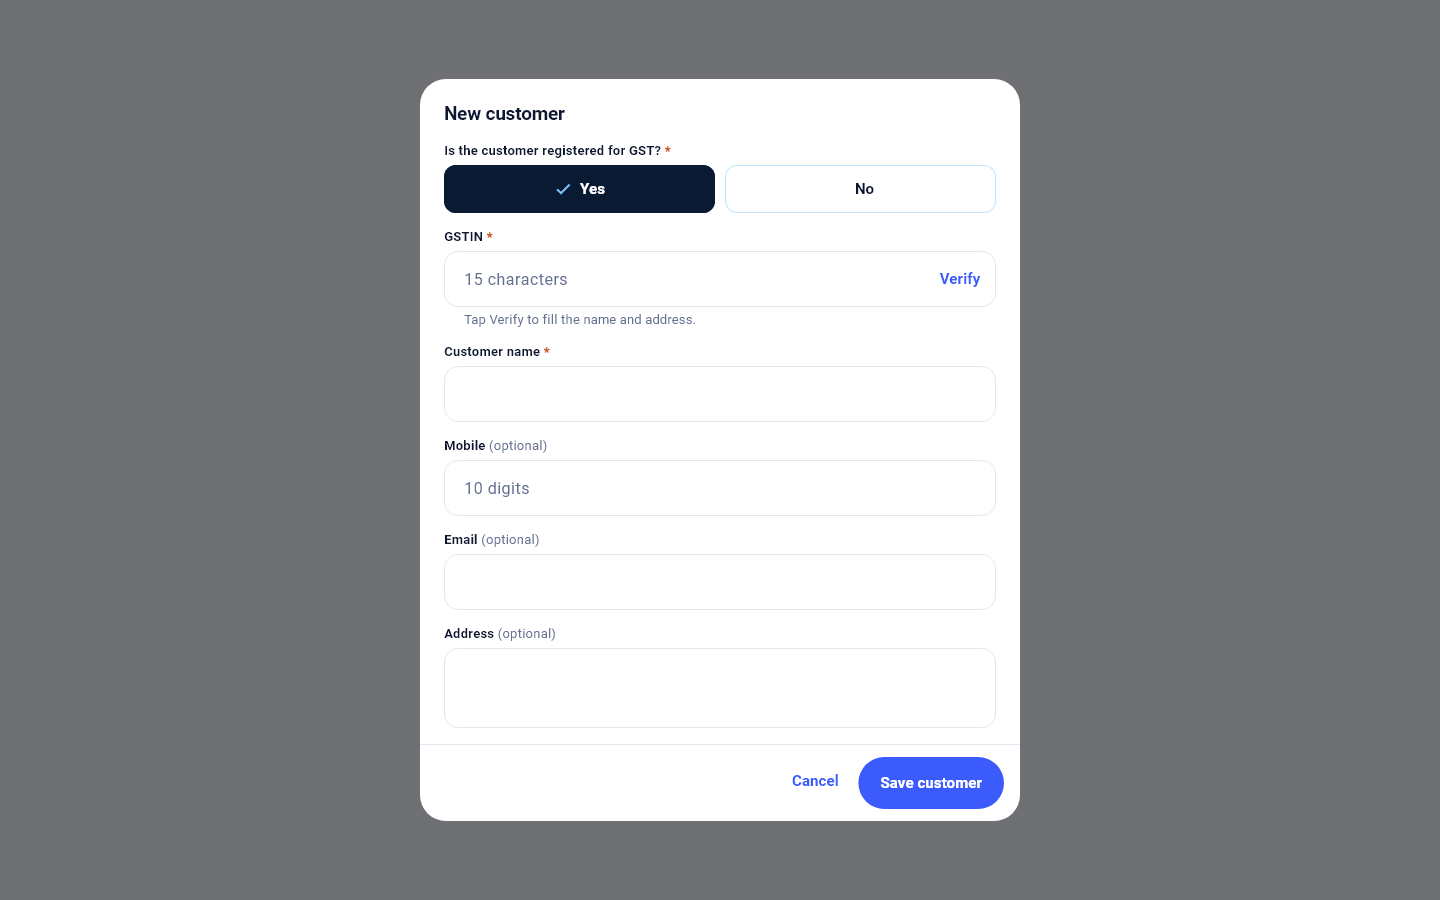 New customer
Is the customer registered for GST? *
Yes
No
GSTIN *
15 characters
Verify
Tap Verify to fill the name and address.
Customer name *
Mobile (optional)
10 digits
Email (optional)
Address (optional)
Cancel
Save customer